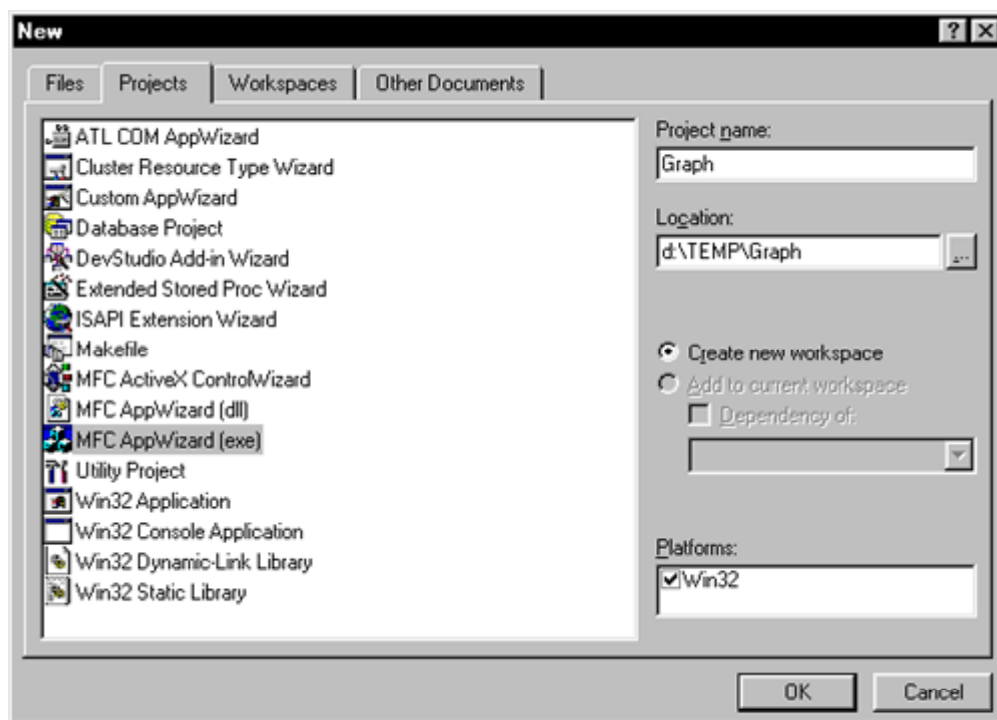 New
Files
Projects
Workspaces
Other Documents
ATL COM AppWizard
Cluster Resource Type Wizard
Custom AppWizard
Database Project
DevStudio Add-in Wizard
Extended Stored Proc Wizard
ISAPI Extension Wizard
Makefile
MFC ActiveX ControlWizard
MFC AppWizard (dll)
MFC AppWizard (exe)
Utility Project
Win32 Application
Win32 Console Application
Win32 Dynamic-Link Library
Win32 Static Library
Project name:
Graph
Location:
d:\TEMP\Graph
...
Create new workspace
Add to current workspace
Dependency of:
Platforms:
Win32
OK
Cancel